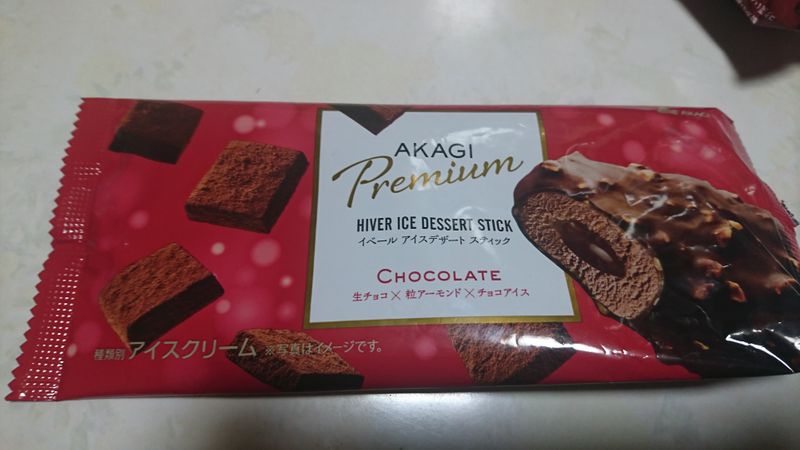 AKAGI
AKAGI
Premium
HIVER ICE DESSERT STICK
イベール アイスデザート スティック
CHOCOLATE
生チョコ×粒アーモンド×チョコアイス
種類別 アイスクリーム ※写真はイメージです。